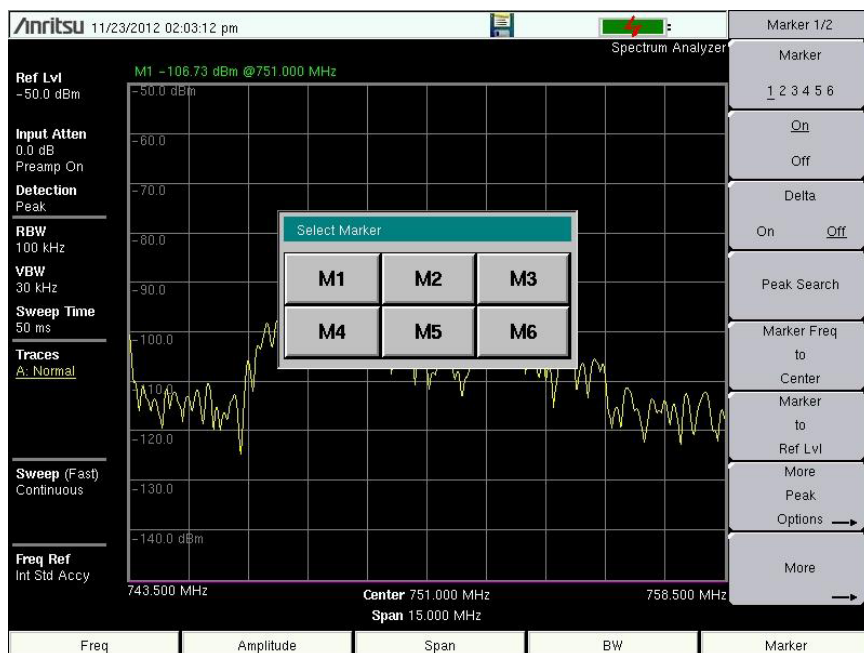 Anritsu 11/23/2012 02:03:12 pm
Spectrum Analyzer
M1 -106.73 dBm @751.000 MHz
Ref Lvl
-50.0 dBm
Input Atten
0.0 dB
Preamp On
Detection
Peak
RBW
100 kHz
VBW
30 kHz
Sweep Time
50 ms
Traces
A: Normal
Sweep (Fast)
Continuous
Freq Ref
Int Std Accy
-50.0 dBm
-60.0
-70.0
-80.0
-90.0
-100.0
-110.0
-120.0
-130.0
-140.0 dBm
Select Marker
M1 M2 M3
M4 M5 M6
743.500 MHz
Center 751.000 MHz
758.500 MHz
Span 15.000 MHz
Marker 1/2
Marker
1 2 3 4 5 6
On
Off
Delta
On Off
Peak Search
Marker Freq
to
Center
Marker
to
Ref Lvl
More
Peak
Options
More
Freq Amplitude Span BW Marker